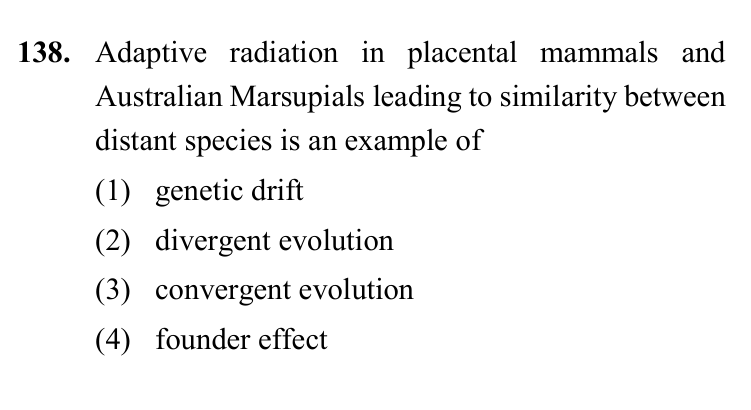 138. Adaptive radiation in placental mammals and
Australian Marsupials leading to similarity between
distant species is an example of
(1) genetic drift
(2) divergent evolution
(3) convergent evolution
(4) founder effect